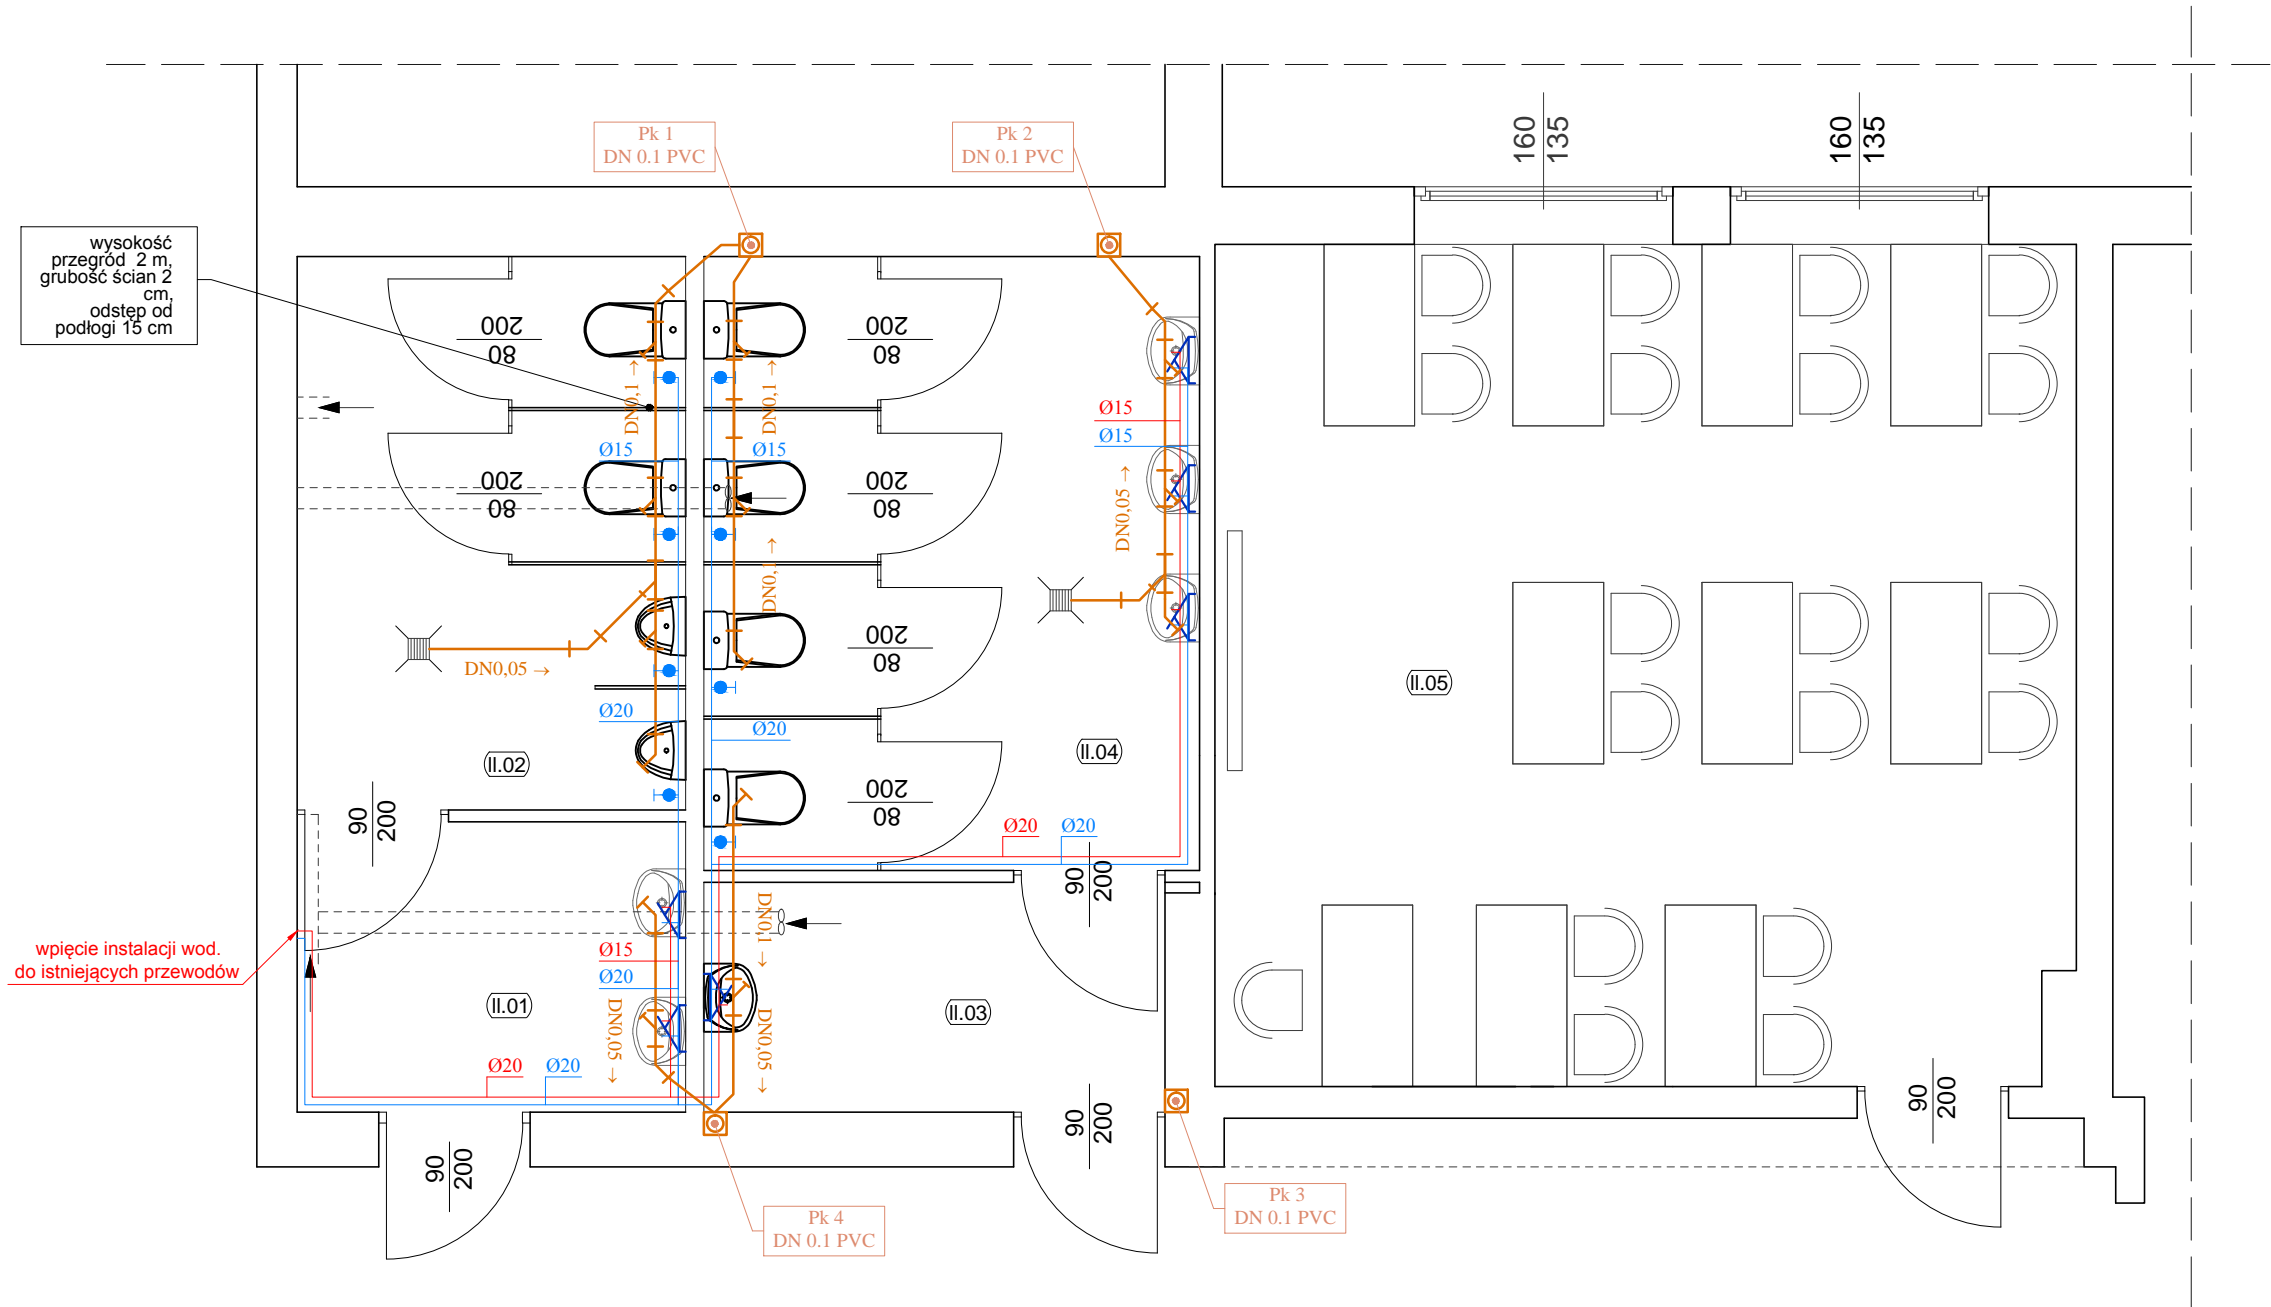 Pk 1
DN 0.1 PVC
Pk 2
DN 0.1 PVC
160
135
160
135
wysokość
przegród 2 m,
grubość ścian 2
cm,
odstęp od
podłogi 15 cm
200
80
200
80
DN0,1 →
DN0,1 →
Ø15
Ø15
Ø15
Ø15
200
80
200
80
DN0,05 →
DN0,1 →
200
80
DN0,05 →
II.05
Ø20
Ø20
II.02
II.04
200
80
90
200
Ø20
Ø20
90
200
wpięcie instalacji wod.
do istniejących przewodów
Ø15
Ø20
DN0,1 →
II.01
II.03
DN0,05 →
DN0,05 →
Ø20
Ø20
90
200
90
200
90
200
Pk 3
DN 0.1 PVC
Pk 4
DN 0.1 PVC